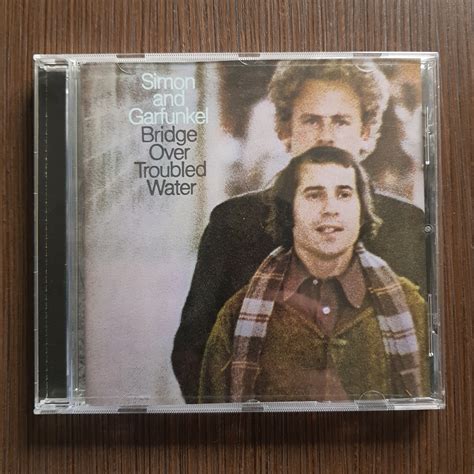 Simon
and
Garfunkel
Bridge
Over
Troubled
Water